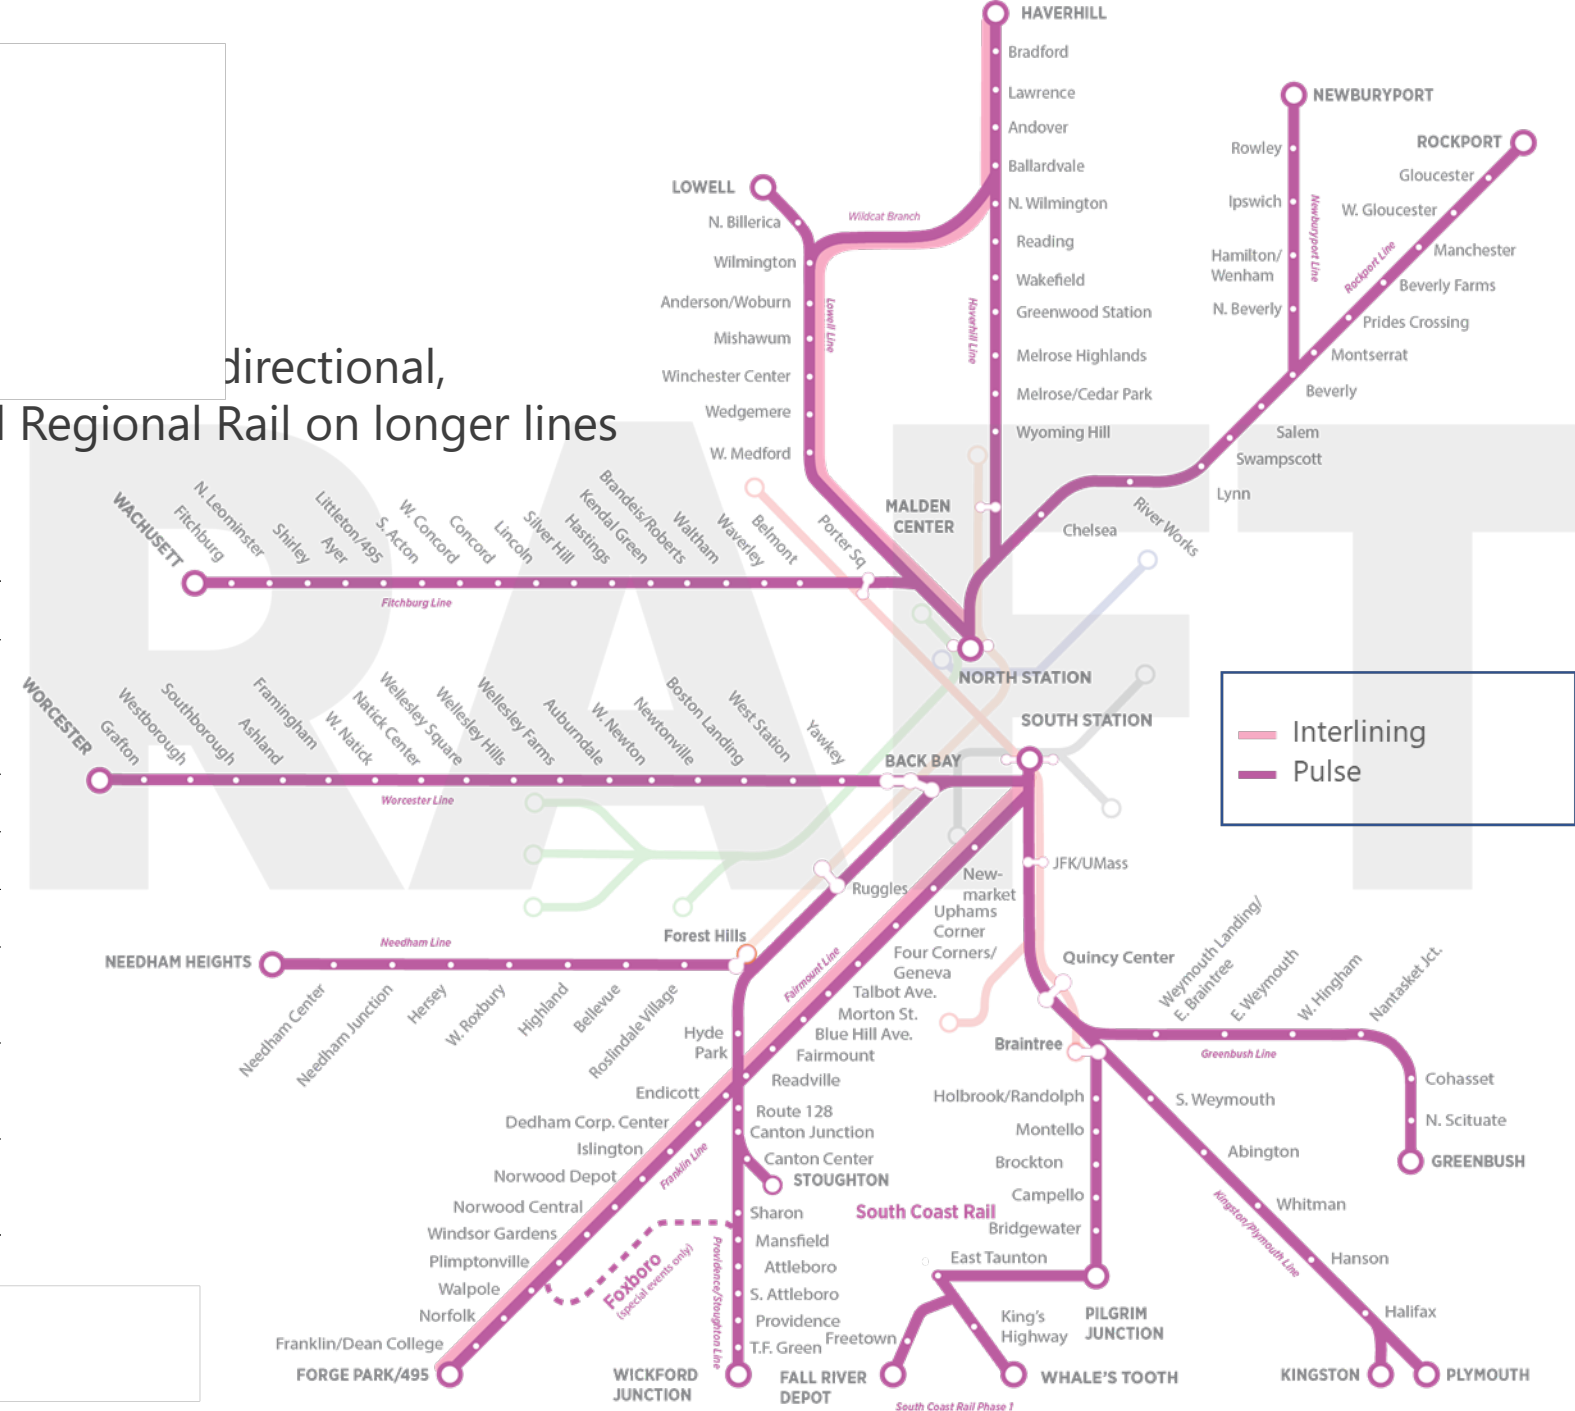 directional,
Regional Rail on longer lines
DRAFT
HAVERHILL
Bradford
Lawrence
Andover
Ballardvale
N. Wilmington
Reading
Wakefield
Greenwood Station
Melrose Highlands
Melrose/Cedar Park
Wyoming Hill
MALDEN
CENTER
Haverhill Line
NEWBURYPORT
Rowley
Ipswich
Hamilton/
Wenham
N. Beverly
Newburyport Line
ROCKPORT
Gloucester
W. Gloucester
Manchester
Beverly Farms
Prides Crossing
Montserrat
Beverly
Salem
Swampscott
Lynn
River Works
Chelsea
Rockport Line
LOWELL
N. Billerica
Wilmington
Anderson/Woburn
Mishawum
Winchester Center
Wedgemere
W. Medford
Wildcat Branch
Lowell Line
WACHUSETT
Fitchburg
N. Leominster
Shirley
Ayer
Littleton/495
S. Acton
W. Concord
Concord
Lincoln
Silver Hill
Hastings
Kendal Green
Brandeis/Roberts
Waltham
Waverley
Belmont
Porter Sq
Fitchburg Line
NORTH STATION
SOUTH STATION
WORCESTER
Grafton
Westborough
Southborough
Ashland
Framingham
W. Natick
Natick Center
Wellesley Square
Wellesley Hills
Wellesley Farms
Auburndale
W. Newton
Newtonville
Boston Landing
West Station
Yawkey
BACK BAY
Worcester Line
Interlining
Pulse
Ruggles
Forest Hills
NEEDHAM HEIGHTS
Needham Line
Needham Center
Needham Junction
Hersey
W. Roxbury
Highland
Bellevue
Roslindale Village
New-
market
Uphams
Corner
Four Corners/
Geneva
Talbot Ave.
Morton St.
Blue Hill Ave.
Fairmount
Readville
Fairmount Line
Hyde
Park
Route 128
Canton Junction
Canton Center
STOUGHTON
Sharon
Mansfield
Attleboro
S. Attleboro
Providence
T.F. Green
WICKFORD
JUNCTION
Providence/Stoughton Line
Endicott
Dedham Corp. Center
Islington
Norwood Depot
Norwood Central
Windsor Gardens
Plimptonville
Walpole
Norfolk
Franklin/Dean College
FORGE PARK/495
Franklin Line
Foxboro
(special events only)
JFK/UMass
Quincy Center
Braintree
Weymouth Landing/
E. Braintree
E. Weymouth
W. Hingham
Nantasket Jct.
Cohasset
N. Scituate
GREENBUSH
Greenbush Line
Holbrook/Randolph
Montello
Brockton
Campello
Bridgewater
PILGRIM
JUNCTION
South Coast Rail
East Taunton
King's
Highway
Freetown
FALL RIVER
DEPOT
WHALE'S TOOTH
South Coast Rail Phase 1
S. Weymouth
Abington
Whitman
Hanson
Halifax
KINGSTON
PLYMOUTH
Kingston/Plymouth Line